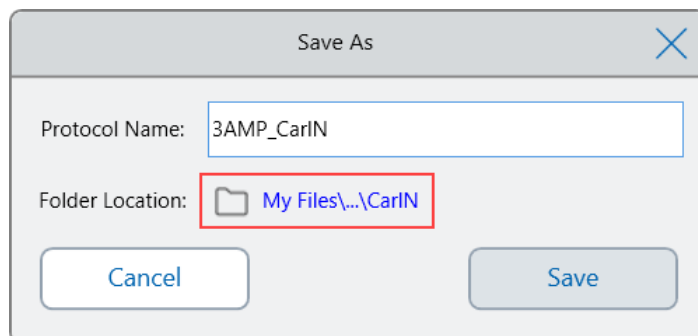 Save As
Protocol Name: 3AMP_CarIN
Folder Location: My Files\...\CarIN
Cancel Save